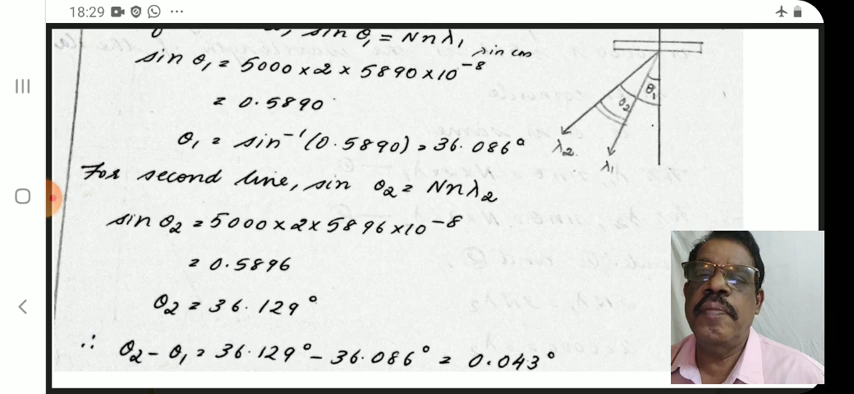 18:29
sin θ₁ = Nnλ₁
λ in cm
sin θ₁ = 5000 × 2 × 5890 × 10⁻⁸
= 0.5890
θ₁ = sin⁻¹(0.5890) = 36.086°
For second line, sin θ₂ = Nnλ₂
sin θ₂ = 5000 × 2 × 5896 × 10⁻⁸
= 0.5896
θ₂ = 36.129°
∴ θ₂ - θ₁ = 36.129° - 36.086° = 0.043°
θ₁
θ₂
λ₂
λ₁